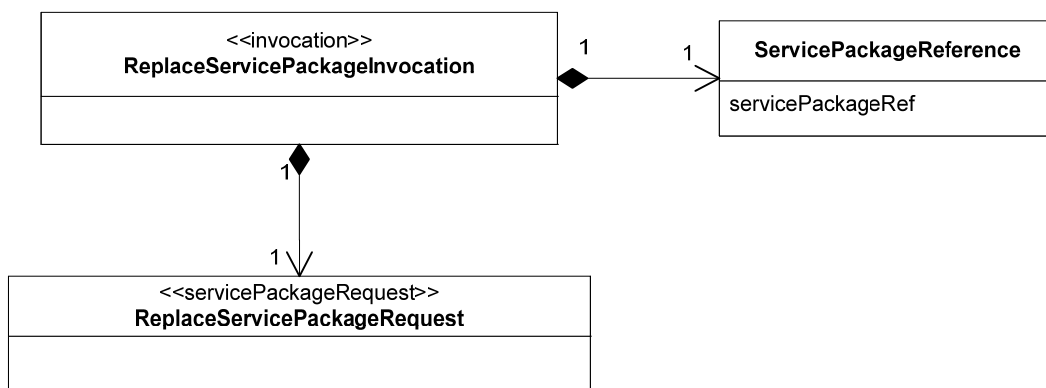 <<invocation>>
ReplaceServicePackageInvocation
1
1
ServicePackageReference
servicePackageRef
1
1
<<servicePackageRequest>>
ReplaceServicePackageRequest